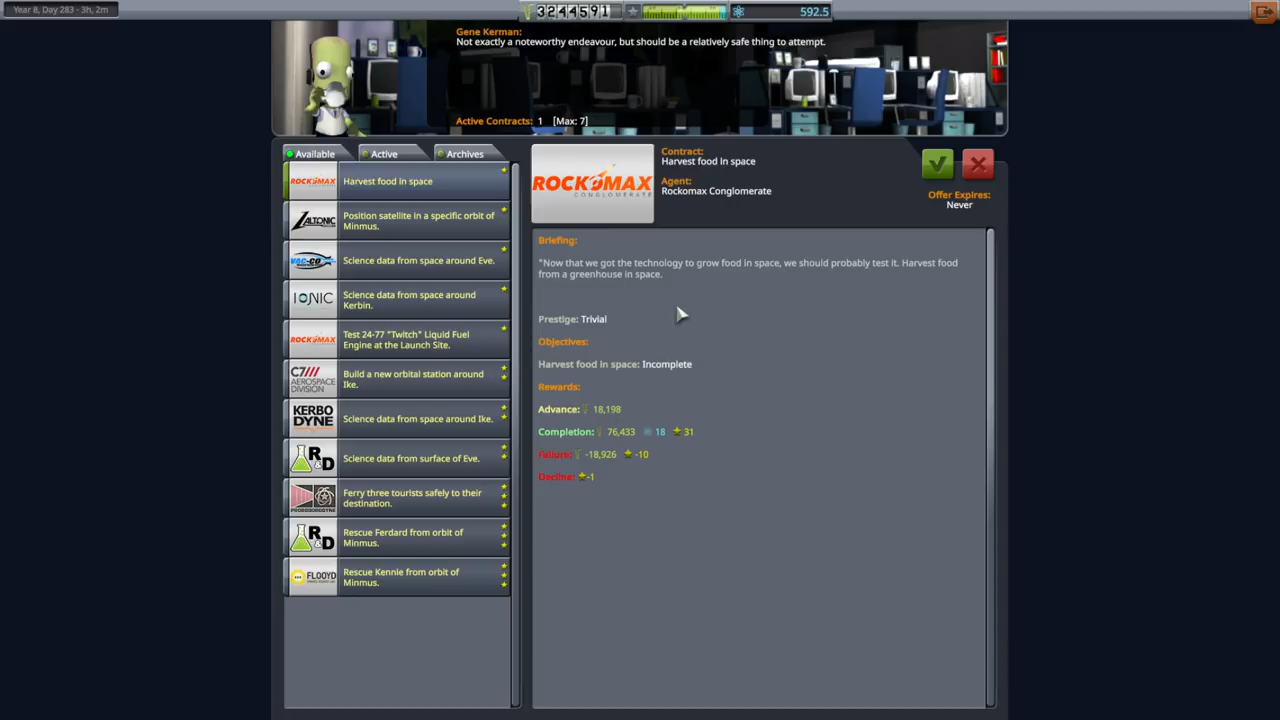 Year 8, Day 283 - 3h, 2m
3244591
592.5
Gene Kerman:
Not exactly a noteworthy endeavour, but should be a relatively safe thing to attempt.
Active Contracts: 1 [Max: 7]
Available
Active
Archives
ROCKOMAX
Harvest food in space
ZALTONIC
Position satellite in a specific orbit of
Minmus.
VAC-CO
Science data from space around Eve.
IONIC
Science data from space around
Kerbin.
ROCKOMAX
Test 24-77 "Twitch" Liquid Fuel
Engine at the Launch Site.
C7///
AEROSPACE
DIVISION
Build a new orbital station around
Ike.
KERBO
DYNE
Science data from space around Ike.
R&D
Science data from surface of Eve.
PROBODOBODYNE
Ferry three tourists safely to their
destination.
R&D
Rescue Ferdard from orbit of
Minmus.
FLOOYD
Rescue Kennie from orbit of
Minmus.
ROCKOMAX
CONGLOMERATE
Contract:
Harvest food in space
Agent:
Rockomax Conglomerate
Offer Expires:
Never
Briefing:
"Now that we got the technology to grow food in space, we should probably test it. Harvest food
from a greenhouse in space.
Prestige: Trivial
Objectives:
Harvest food in space: Incomplete
Rewards:
Advance: 18,198
Completion: 76,433 18 31
Failure: -18,926 -10
Decline: -1